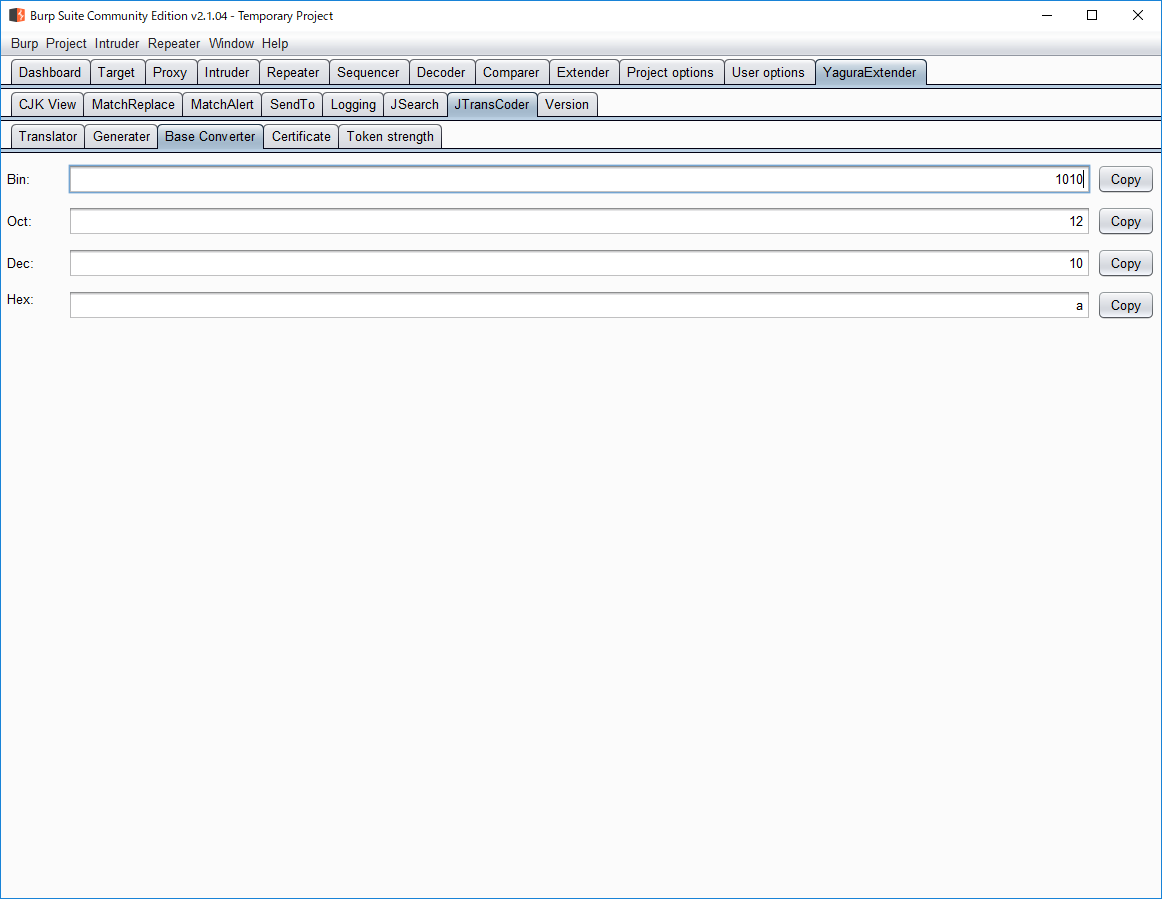 Burp Suite Community Edition v2.1.04 - Temporary Project
Burp Project Intruder Repeater Window Help
Dashboard Target Proxy Intruder Repeater Sequencer Decoder Comparer Extender Project options User options YaguraExtender
CJK View MatchReplace MatchAlert SendTo Logging JSearch JTransCoder Version
Translator Generater Base Converter Certificate Token strength
Bin: 1010 Copy
Oct: 12 Copy
Dec: 10 Copy
Hex: a Copy